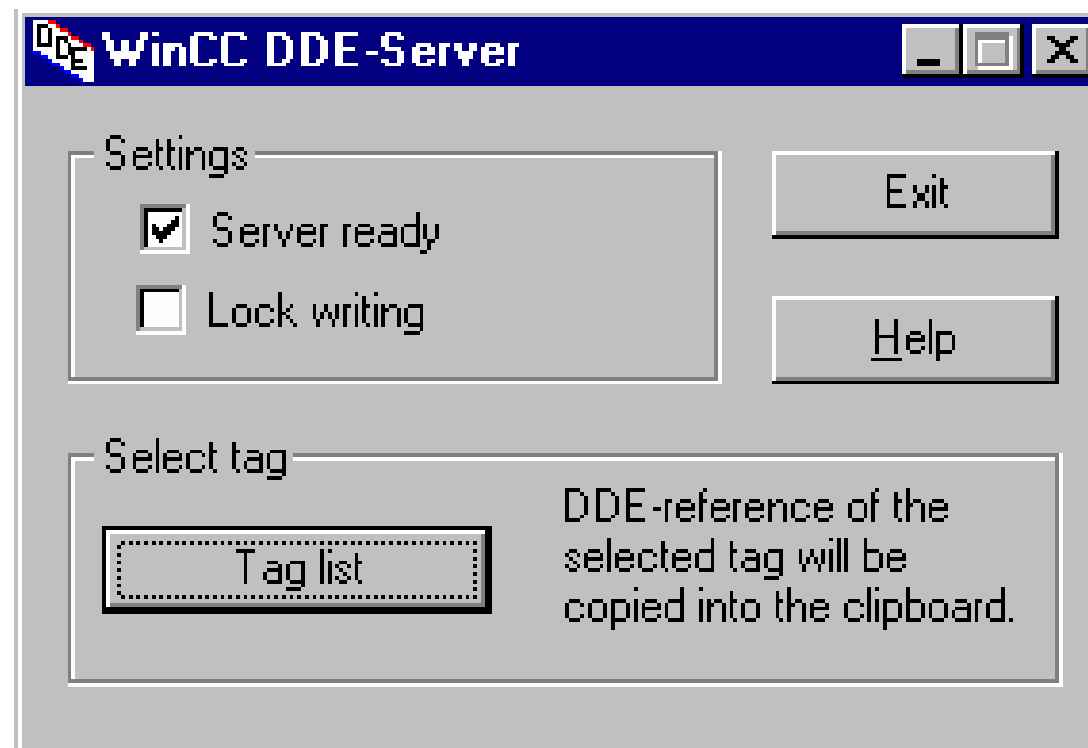 DDE WinCC DDE-Server
Settings
Server ready
Lock writing
Exit
Help
Select tag
Tag list
DDE-reference of the
selected tag will be
copied into the clipboard.